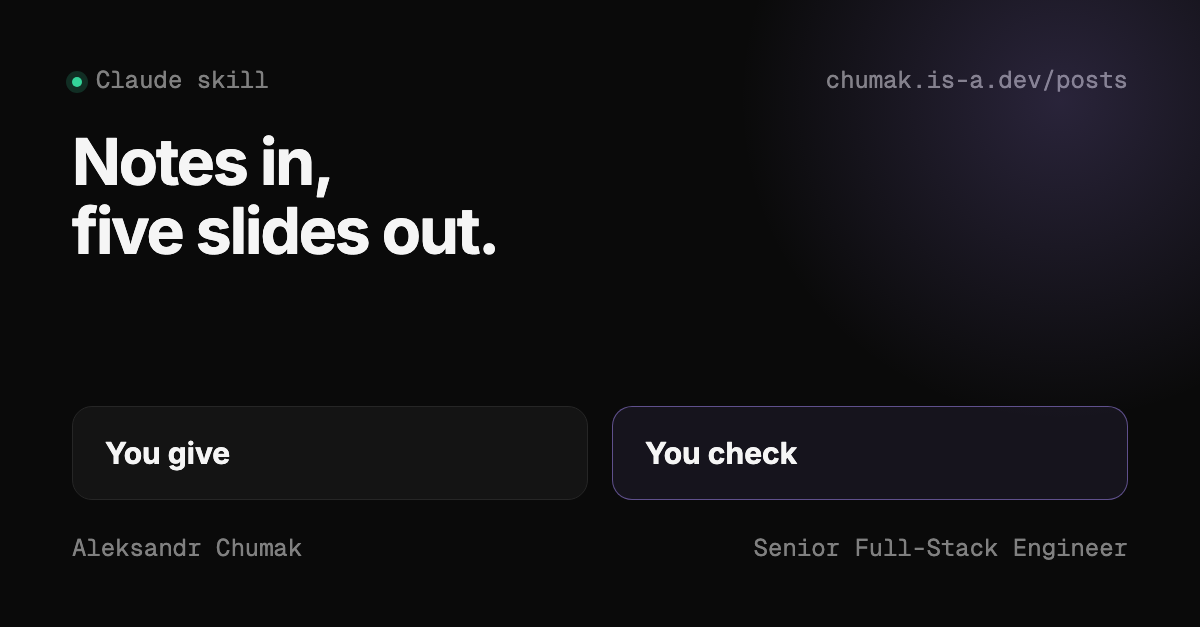 Claude skill
chumak.is-a.dev/posts
Notes in,
five slides out.
You give
You check
Aleksandr Chumak
Senior Full-Stack Engineer